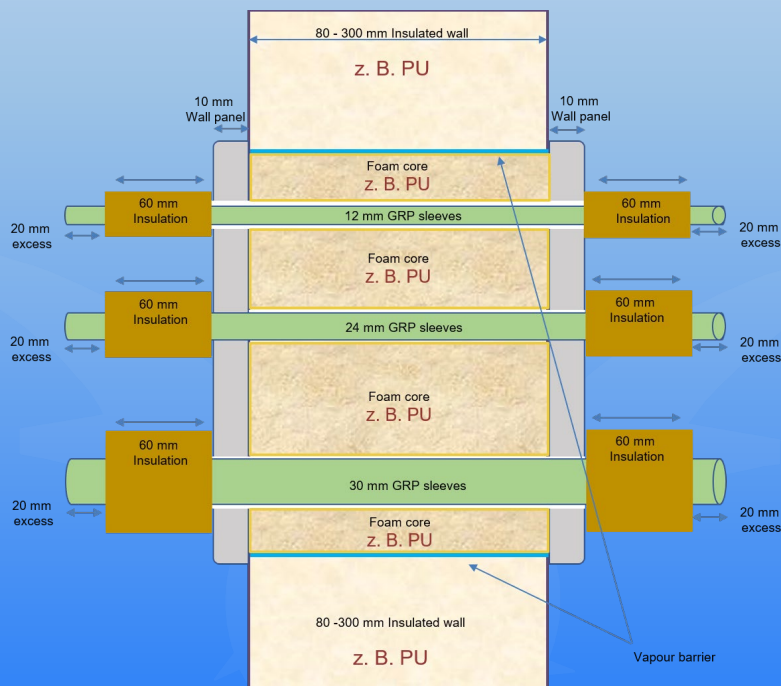 80 - 300 mm Insulated wall
z. B. PU
10 mm
Wall panel
10 mm
Wall panel
Foam core
z. B. PU
60 mm
Insulation
12 mm GRP sleeves
60 mm
Insulation
20 mm
excess
20 mm
excess
Foam core
z. B. PU
60 mm
Insulation
24 mm GRP sleeves
60 mm
Insulation
20 mm
excess
20 mm
excess
Foam core
z. B. PU
60 mm
Insulation
60 mm
Insulation
30 mm GRP sleeves
20 mm
excess
20 mm
excess
Foam core
z. B. PU
80 -300 mm Insulated wall
z. B. PU
Vapour barrier